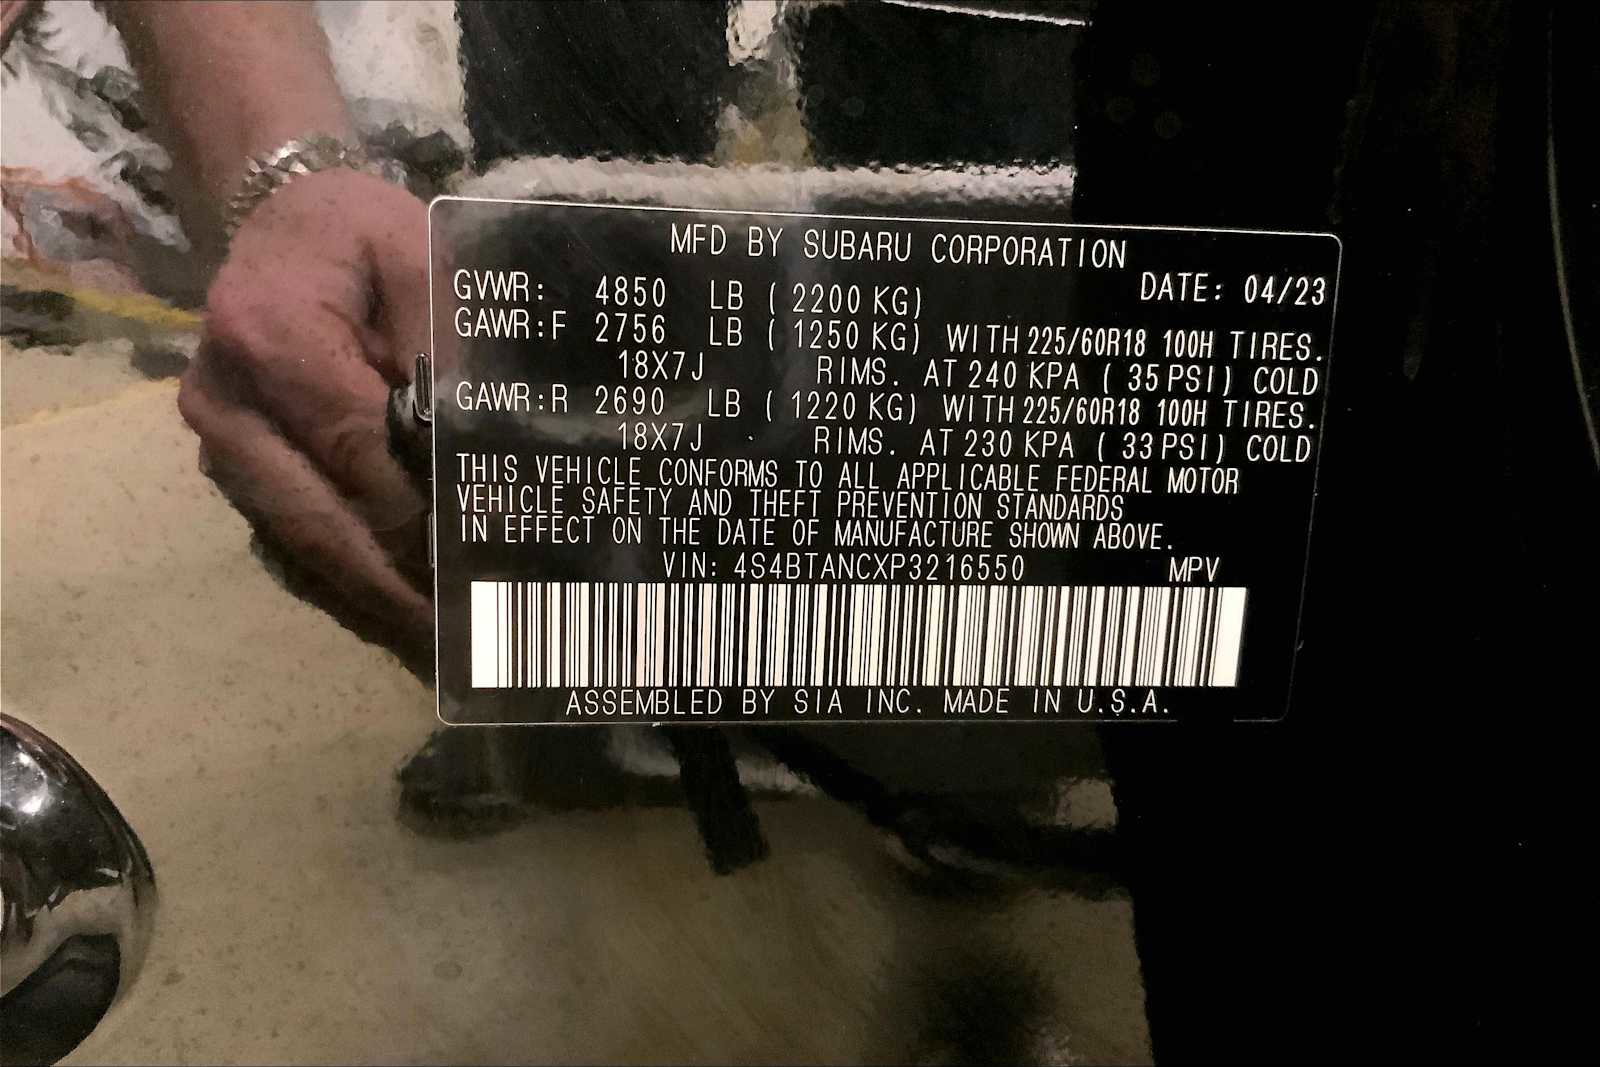 MFD BY SUBARU CORPORATION
DATE: 04/23
GVWR: 4850 LB ( 2200 KG)
GAWR:F 2756 LB ( 1250 KG) WITH 225/60R18 100H TIRES.
18X7J RIMS. AT 240 KPA ( 35 PSI) COLD
GAWR:R 2690 LB ( 1220 KG) WITH 225/60R18 100H TIRES.
18X7J RIMS. AT 230 KPA ( 33 PSI) COLD
THIS VEHICLE CONFORMS TO ALL APPLICABLE FEDERAL MOTOR
VEHICLE SAFETY AND THEFT PREVENTION STANDARDS
IN EFFECT ON THE DATE OF MANUFACTURE SHOWN ABOVE.
VIN: 4S4BTANCXP3216550 MPV
ASSEMBLED BY SIA INC. MADE IN U.S.A.